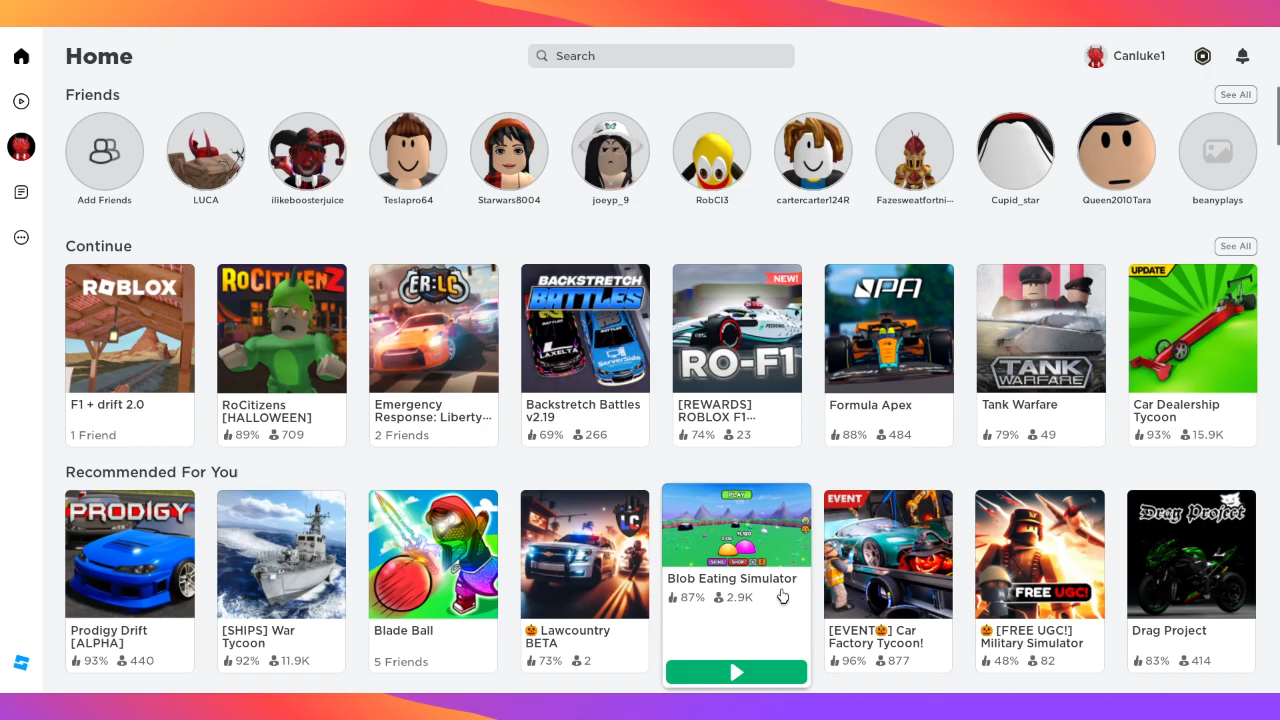 Home
Search
Canluke1
Friends
See All
Add Friends
LUCA
ilikeboosterjuice
Teslapro64
Starwars8004
joeyp_9
RobCl3
cartercarter124R
Fazesweatfortni...
Cupid_star
Queen2010Tara
beanyplays
Continue
See All
ROBLOX
ROCITIZENZ
ER:LC
BACKSTRETCH
BATTLES
AXELTA
ServerSide
NEW!
RO-F1
PA
TANK
WARFARE
UPDATE
F1 + drift 2.0
1 Friend
RoCitizens
[HALLOWEEN]
89% 709
Emergency
Response: Liberty...
2 Friends
Backstretch Battles
v2.19
69% 266
[REWARDS]
ROBLOX F1...
74% 23
Formula Apex
88% 484
Tank Warfare
79% 49
Car Dealership
Tycoon
93% 15.9K
Recommended For You
PRODIGY
LC
PLAY
EVENT
FREE UGC!
Drag Project
Prodigy Drift
[ALPHA]
93% 440
[SHIPS] War
Tycoon
92% 11.9K
Blade Ball
5 Friends
🎃 Lawcountry
BETA
73% 2
Blob Eating Simulator
87% 2.9K
[EVENT🎃] Car
Factory Tycoon!
96% 877
🎃 [FREE UGC!]
Military Simulator
48% 82
Drag Project
83% 414